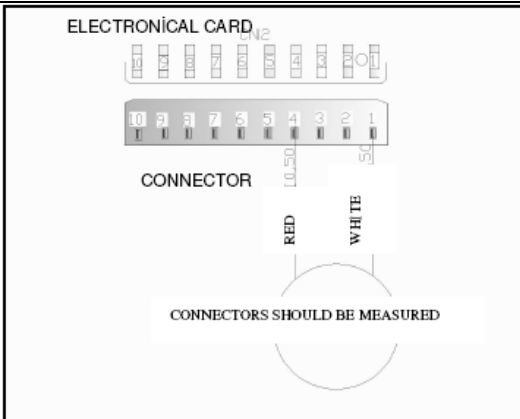 ELECTRONİCAL CARD
10 9 8 7 6 5 4 3 2 1
10 9 8 7 6 5 4 3 2 1
CONNECTOR
RED
WHITE
CONNECTORS SHOULD BE MEASURED